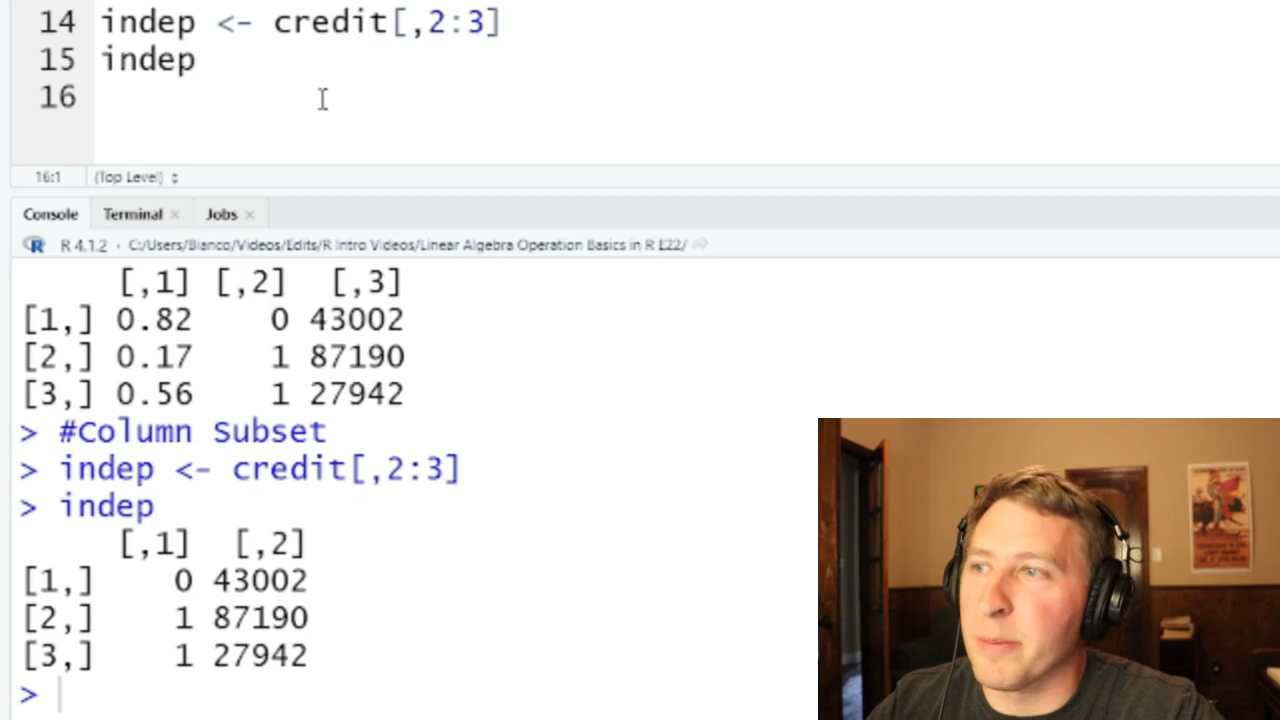 14 indep <- credit[,2:3]
15 indep
16
16:1 (Top Level)
Console Terminal × Jobs ×
R R 4.1.2 · C:/Users/Bianco/Videos/Edits/R Intro Videos/Linear Algebra Operation Basics in R E22/
[,1] [,2] [,3]
[1,] 0.82 0 43002
[2,] 0.17 1 87190
[3,] 0.56 1 27942
> #Column Subset
> indep <- credit[,2:3]
> indep
[,1] [,2]
[1,] 0 43002
[2,] 1 87190
[3,] 1 27942
>